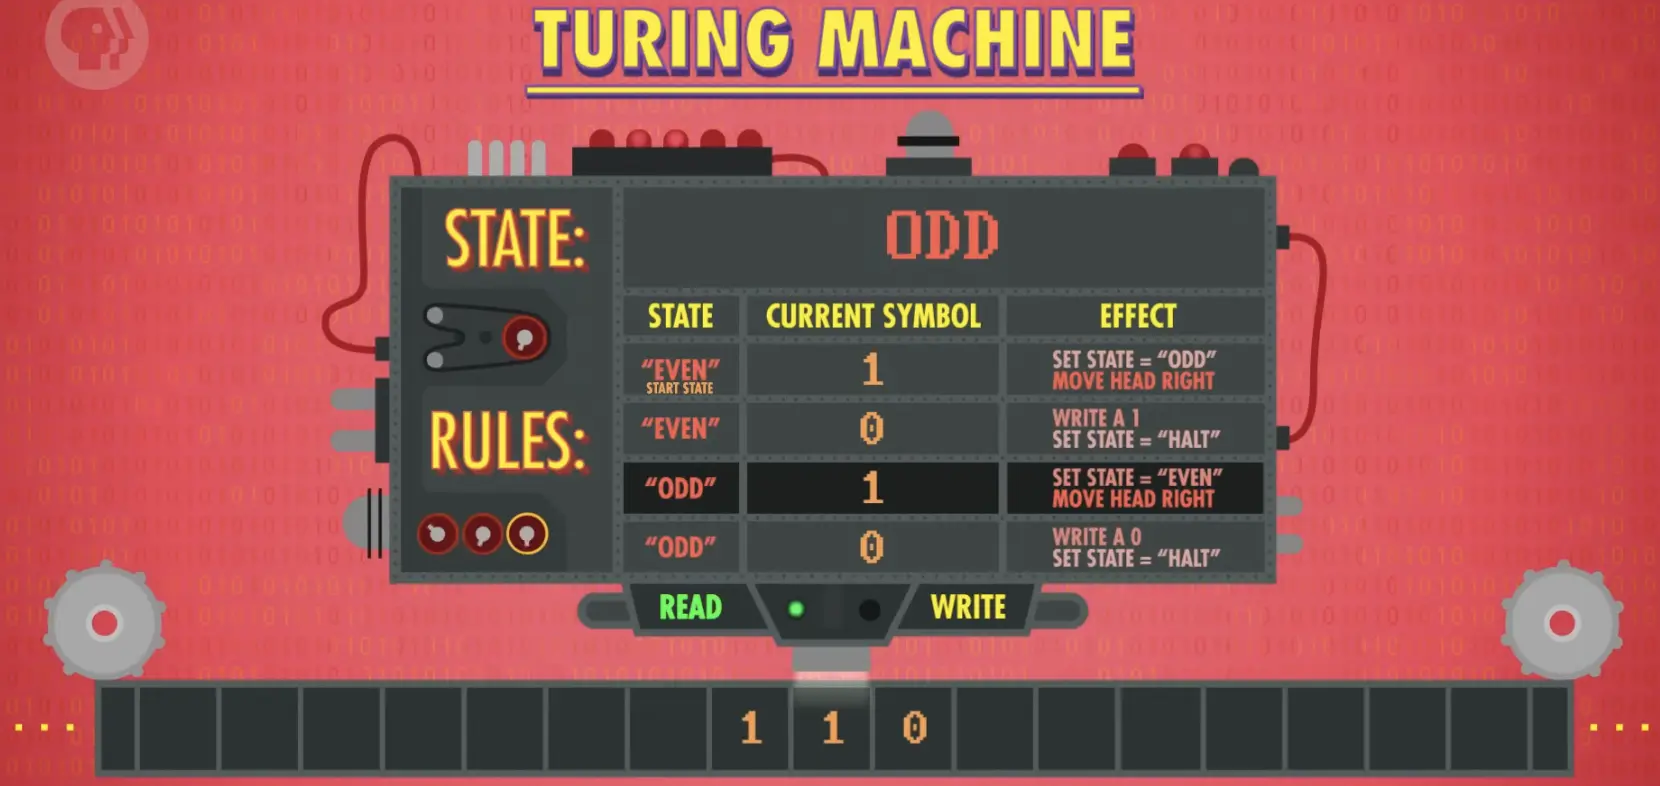 TURING MACHINE
STATE:
ODD
STATE
CURRENT SYMBOL
EFFECT
“EVEN”
START STATE
1
SET STATE = “ODD”
MOVE HEAD RIGHT
“EVEN”
0
WRITE A 1
SET STATE = “HALT”
RULES:
“ODD”
1
SET STATE = “EVEN”
MOVE HEAD RIGHT
“ODD”
0
WRITE A 0
SET STATE = “HALT”
READ
WRITE
... 1 1 0 ...